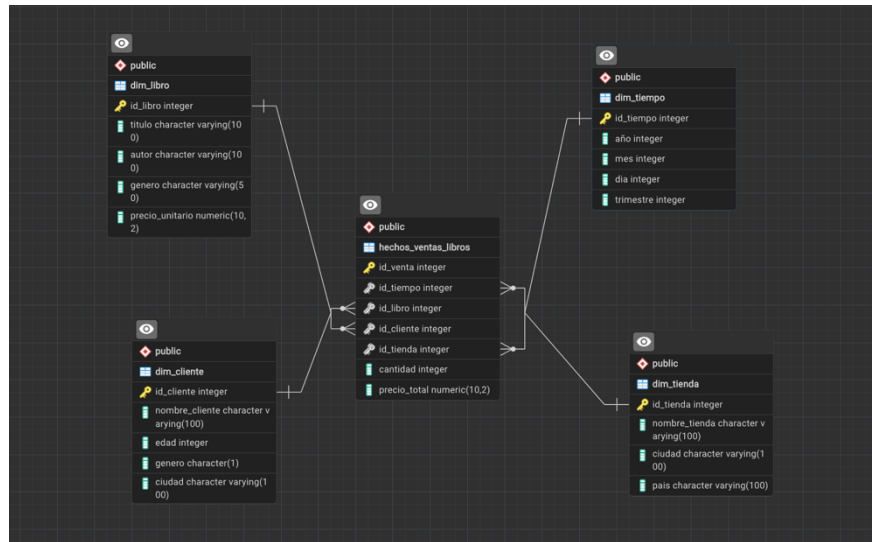 public
dim_libro
id_libro integer
titulo character varying(10
0)
autor character varying(10
0)
genero character varying(5
0)
precio_unitario numeric(10,
2)
public
dim_tiempo
id_tiempo integer
año integer
mes integer
dia integer
trimestre integer
public
hechos_ventas_libros
id_venta integer
id_tiempo integer
id_libro integer
id_cliente integer
id_tienda integer
cantidad integer
precio_total numeric(10,2)
public
dim_cliente
id_cliente integer
nombre_cliente character v
arying(100)
edad integer
genero character(1)
ciudad character varying(1
00)
public
dim_tienda
id_tienda integer
nombre_tienda character v
arying(100)
ciudad character varying(1
00)
pais character varying(100)